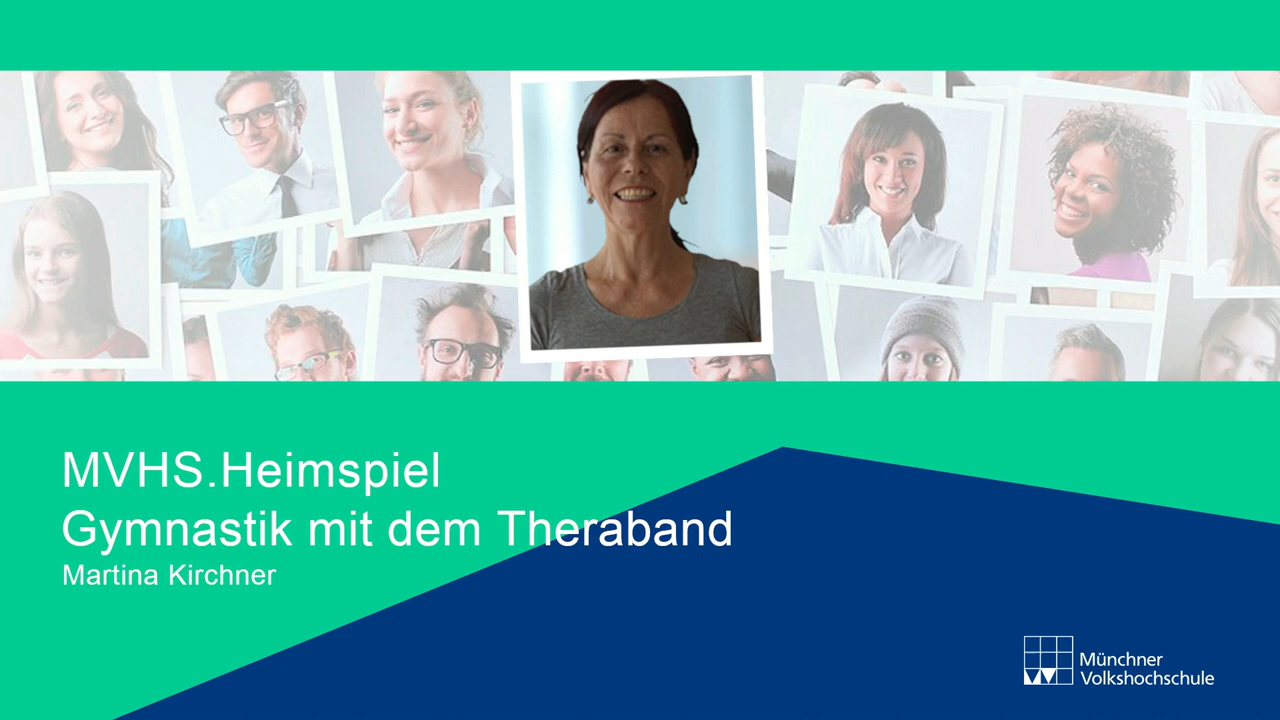 MVHS.Heimspiel
Gymnastik mit dem Theraband
Martina Kirchner
Münchner
Volkshochschule